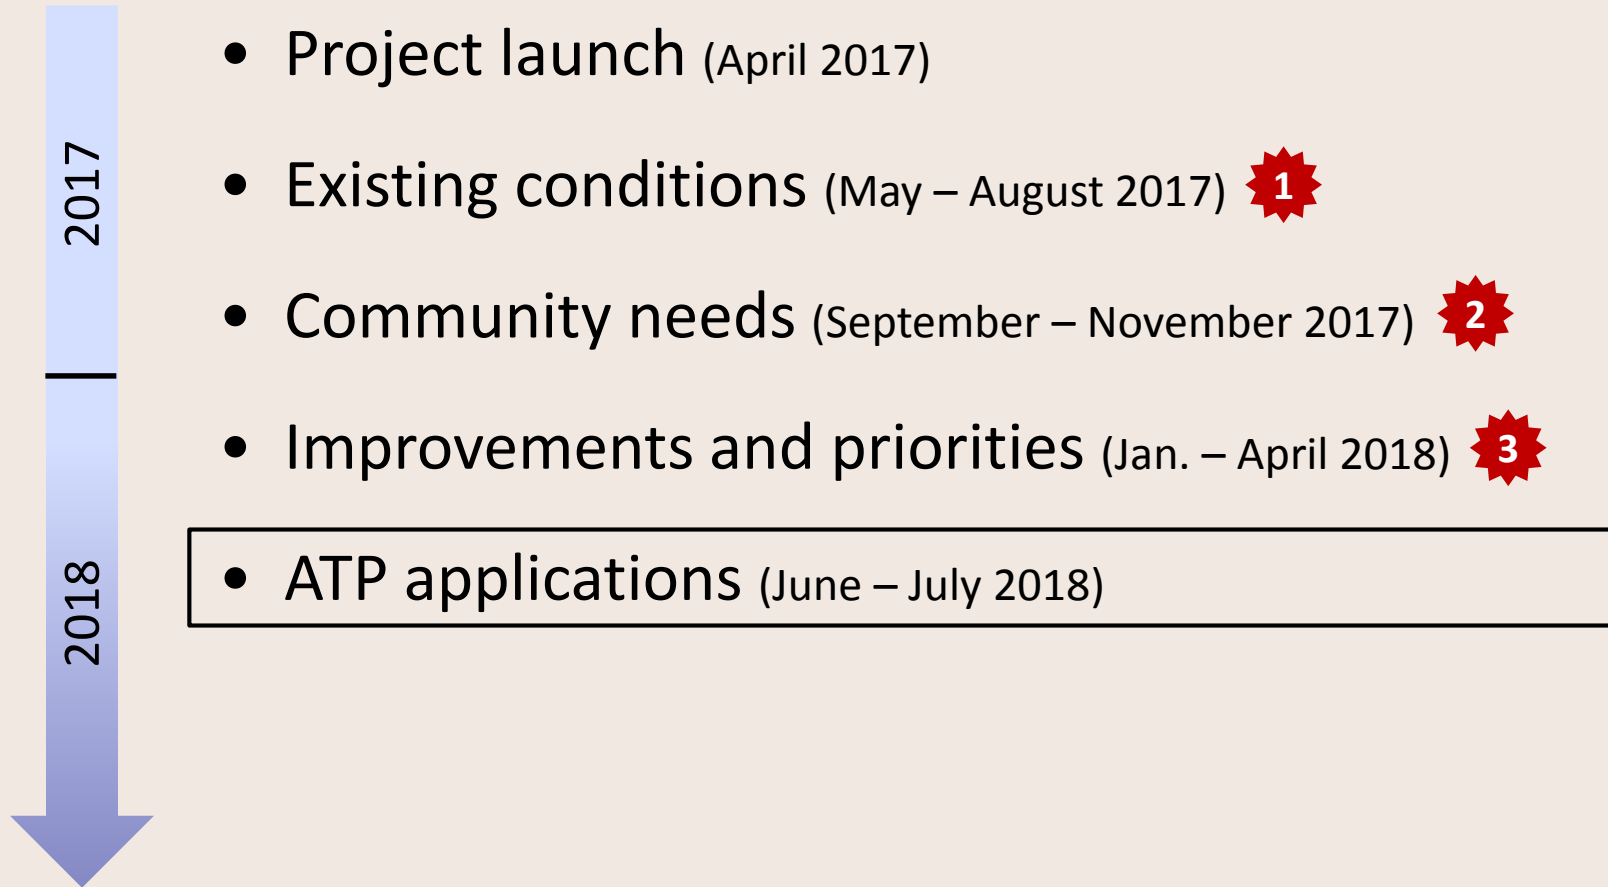 2017
• Project launch (April 2017)
• Existing conditions (May – August 2017) 1
• Community needs (September – November 2017) 2
2018
• Improvements and priorities (Jan. – April 2018) 3
• ATP applications (June – July 2018)